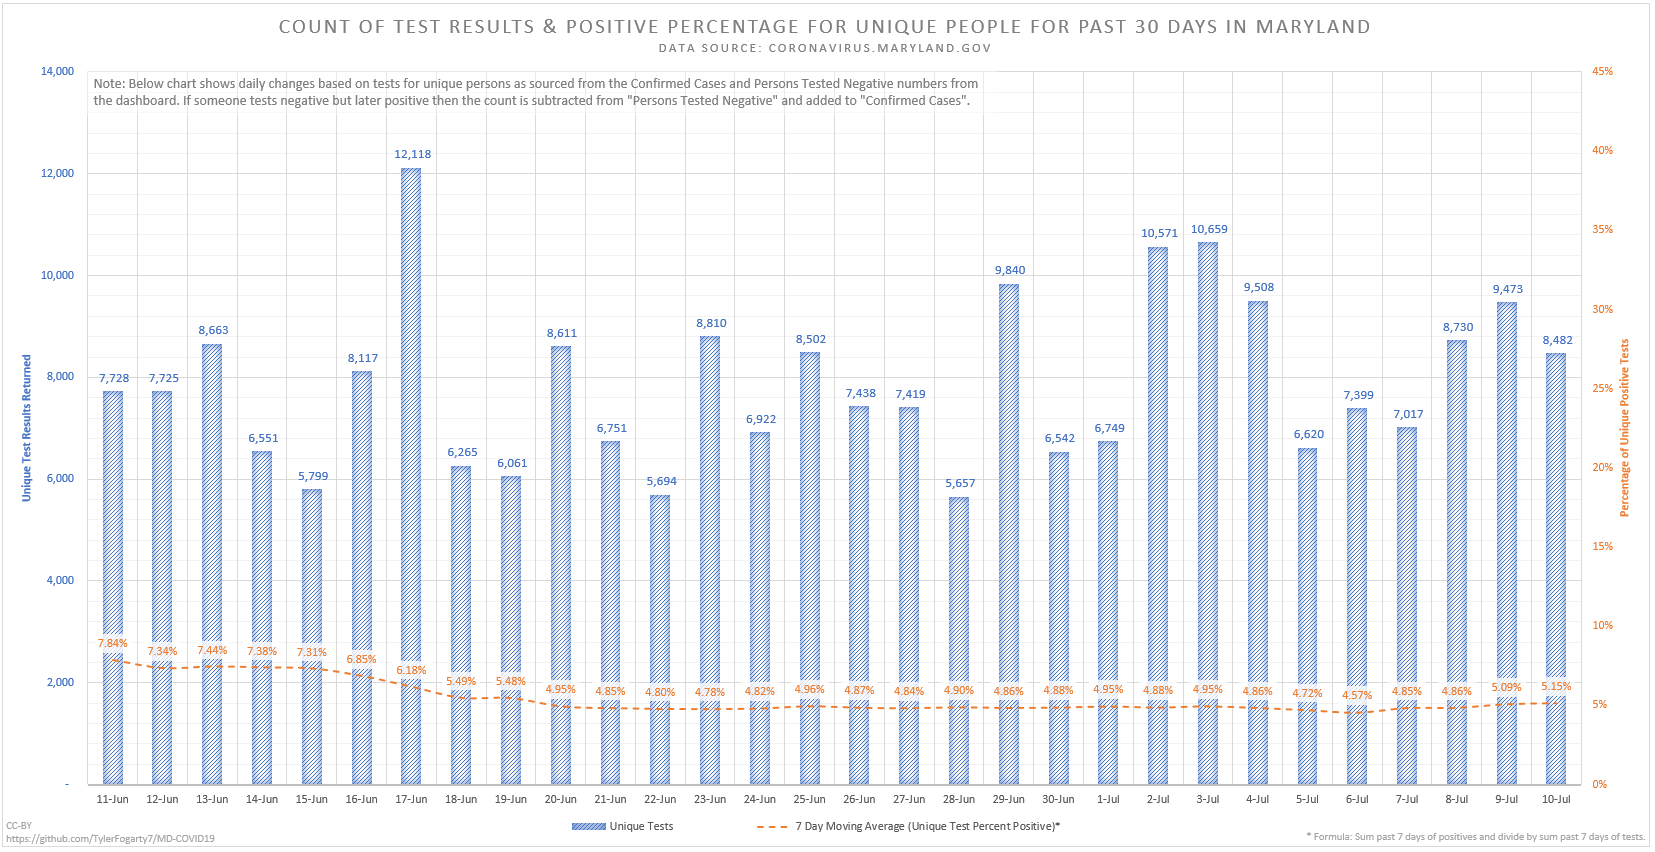 COUNT OF TEST RESULTS & POSITIVE PERCENTAGE FOR UNIQUE PEOPLE FOR PAST 30 DAYS IN MARYLAND
DATA SOURCE: CORONAVIRUS.MARYLAND.GOV
Note: Below chart shows daily changes based on tests for unique persons as sourced from the Confirmed Cases and Persons Tested Negative numbers from
the dashboard. If someone tests negative but later positive then the count is subtracted from "Persons Tested Negative" and added to "Confirmed Cases".
Unique Test Results Returned
14,000
12,000
10,000
8,000
6,000
4,000
2,000
-
7,728 7,725 8,663 6,551 5,799 8,117 12,118 6,265 6,061 8,611 6,751 5,694 8,810 6,922 8,502 7,438 7,419 5,657 9,840 6,542 6,749 10,571 10,659 9,508 6,620 7,399 7,017 8,730 9,473 8,482
7.84% 7.34% 7.44% 7.38% 7.31% 6.85% 6.18% 5.49% 5.48% 4.95% 4.85% 4.80% 4.78% 4.82% 4.96% 4.87% 4.84% 4.90% 4.86% 4.88% 4.95% 4.88% 4.95% 4.86% 4.72% 4.57% 4.85% 4.86% 5.09% 5.15%
45%
40%
35%
30%
25%
20%
15%
10%
5%
0%
Percentage of Unique Positive Tests
11-Jun 12-Jun 13-Jun 14-Jun 15-Jun 16-Jun 17-Jun 18-Jun 19-Jun 20-Jun 21-Jun 22-Jun 23-Jun 24-Jun 25-Jun 26-Jun 27-Jun 28-Jun 29-Jun 30-Jun 1-Jul 2-Jul 3-Jul 4-Jul 5-Jul 6-Jul 7-Jul 8-Jul 9-Jul 10-Jul
Unique Tests
7 Day Moving Average (Unique Test Percent Positive)*
CC-BY
https://github.com/TylerFogarty7/MD-COVID19
* Formula: Sum past 7 days of positives and divide by sum past 7 days of tests.